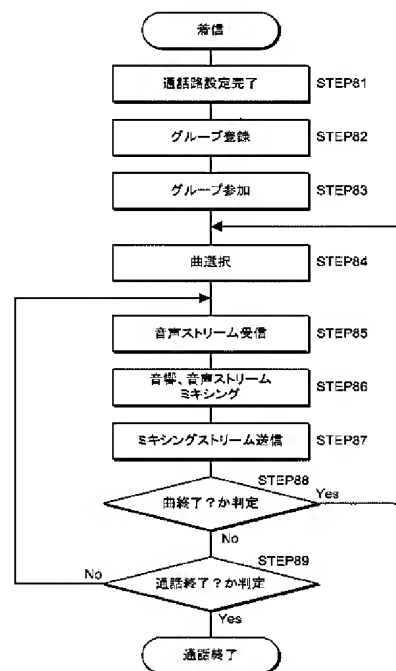 着信
通話路設定完了
STEP81
グループ登録
STEP82
グループ参加
STEP83
曲選択
STEP84
音声ストリーム受信
STEP85
音響、音声ストリーム
ミキシング
STEP86
ミキシングストリーム送信
STEP87
STEP88
曲終了?か判定
Yes
No
STEP89
通話終了?か判定
No
Yes
通話終了